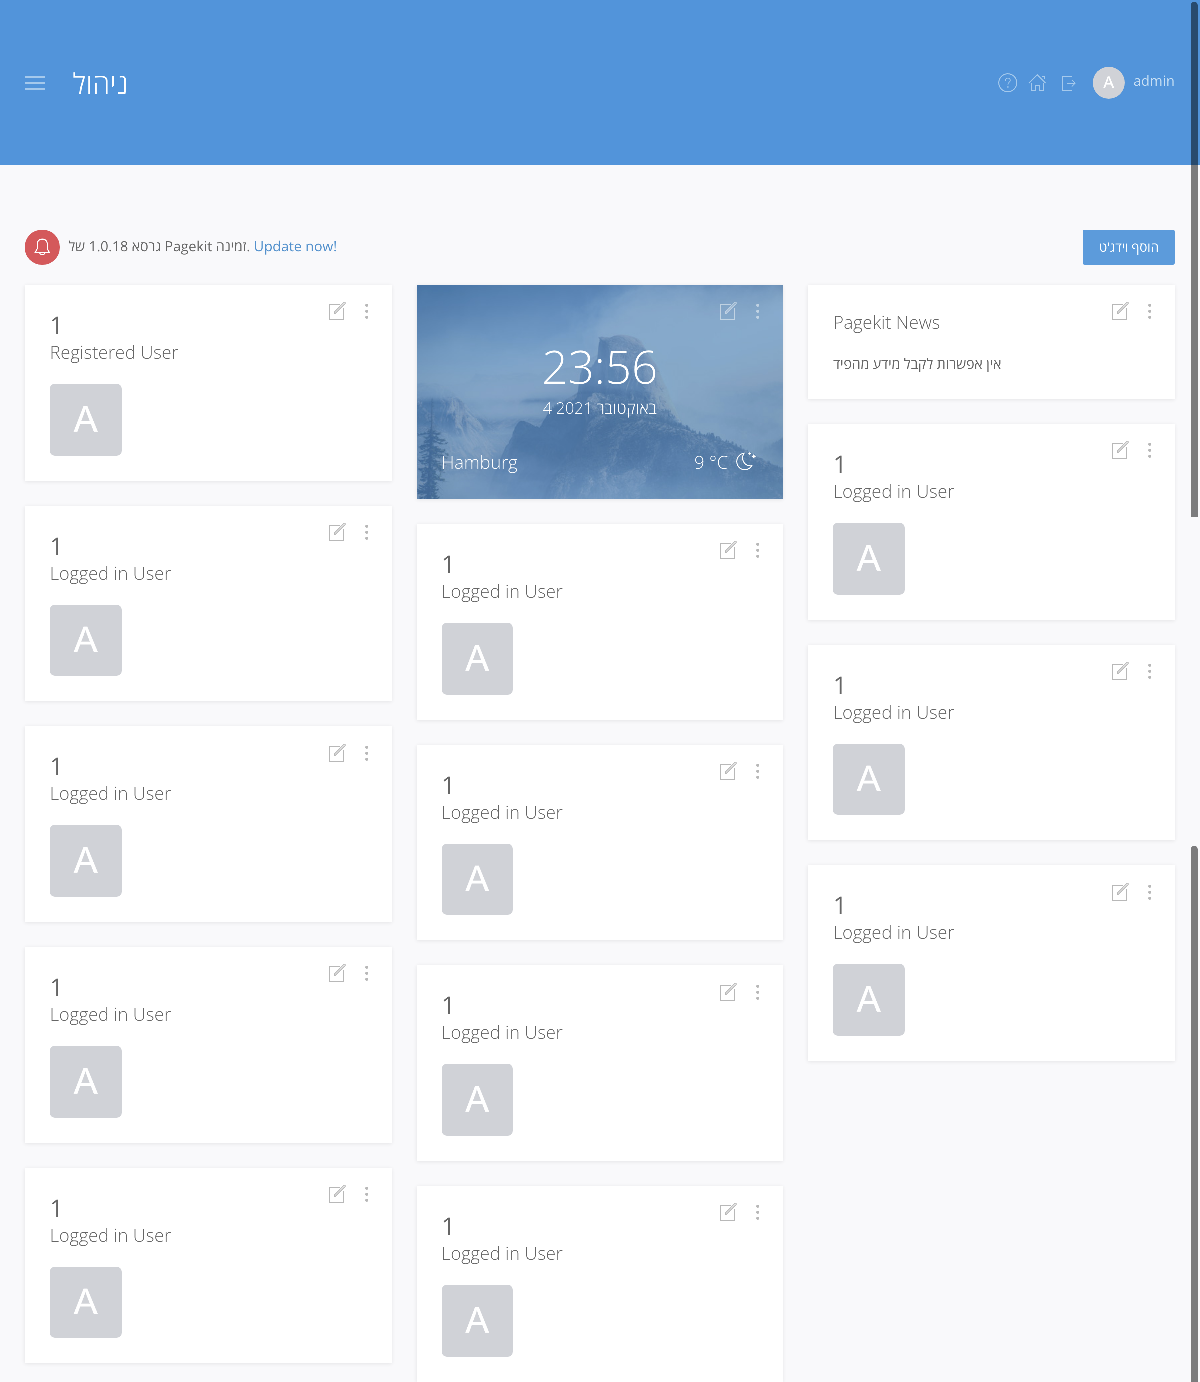 ניהול
A admin
גרסא 1.0.18 של Pagekit זמינה. Update now!
הוסף וידג'ט
1
Registered User
A
1
Logged in User
A
1
Logged in User
A
1
Logged in User
A
1
Logged in User
A
23:56
4 באוקטובר 2021
Hamburg 9 °C
1
Logged in User
A
1
Logged in User
A
1
Logged in User
A
1
Logged in User
A
Pagekit News
אין אפשרות לקבל מידע מהפיד
1
Logged in User
A
1
Logged in User
A
1
Logged in User
A